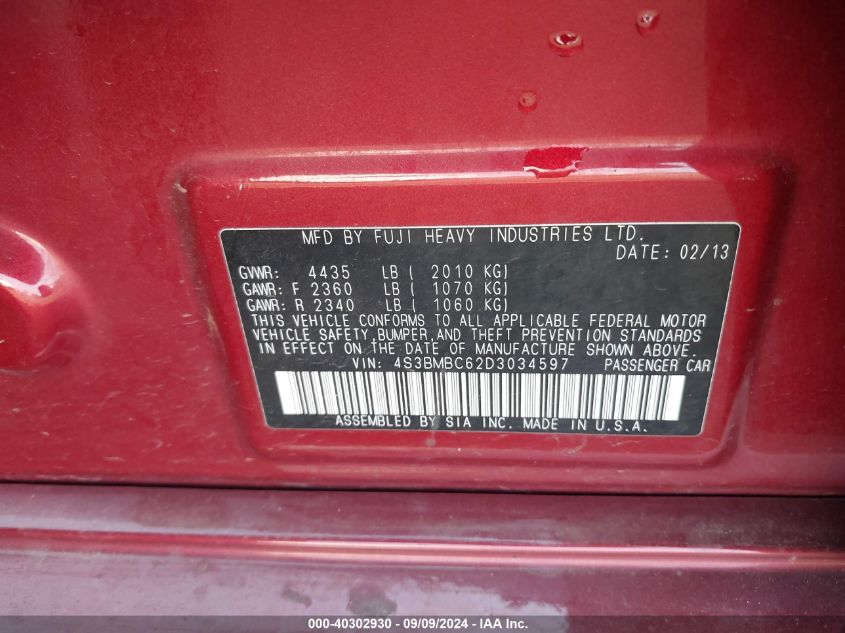 MFD BY FUJI HEAVY INDUSTRIES LTD.
DATE: 02/13
GVWR: 4435 LB ( 2010 KG)
GAWR: F 2360 LB ( 1070 KG)
GAWR: R 2340 LB ( 1060 KG)
THIS VEHICLE CONFORMS TO ALL APPLICABLE FEDERAL MOTOR
VEHICLE SAFETY,BUMPER,AND THEFT PREVENTION STANDARDS
IN EFFECT ON THE DATE OF MANUFACTURE SHOWN ABOVE.
VIN: 4S3BMBC62D3034597 PASSENGER CAR
ASSEMBLED BY SIA INC. MADE IN U.S.A.
000-40302930 - 09/09/2024 - IAA, Inc.